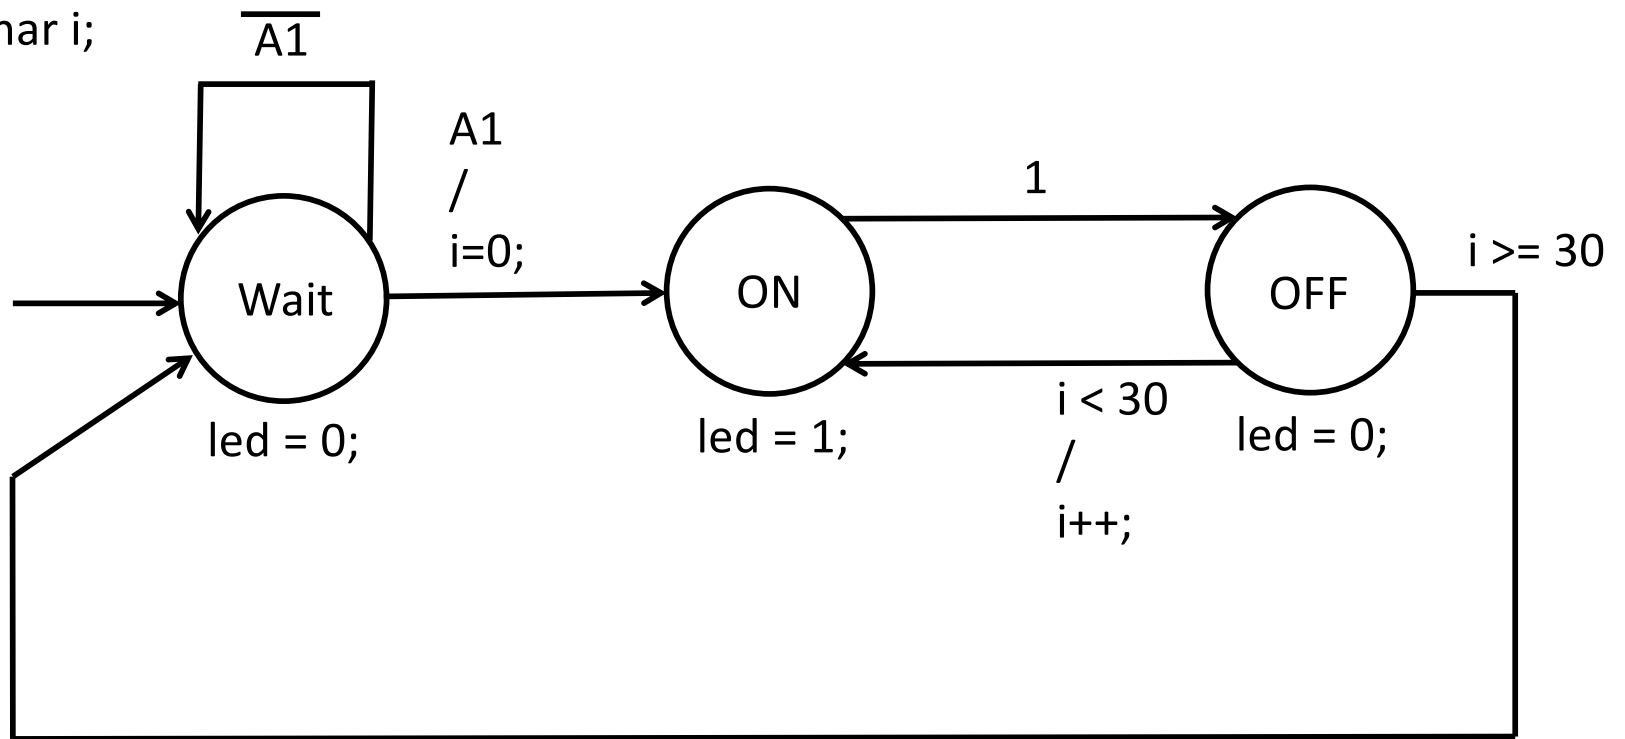 i;
A1
A1
/
i=0;
1
i >= 30
Wait
ON
OFF
i < 30
/
i++;
led = 0;
led = 1;
led = 0;